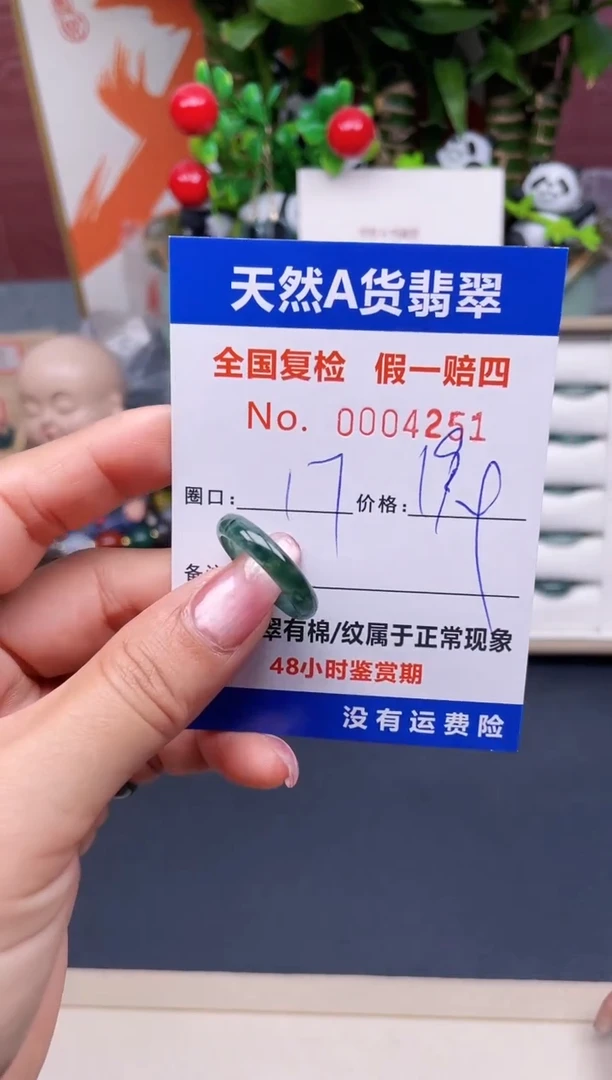 天然A货翡翠
全国复检 假一赔四
No. 0004251
圈口: 17 价格: 199
翠有棉/纹属于正常现象
48小时鉴赏期
没有运费险